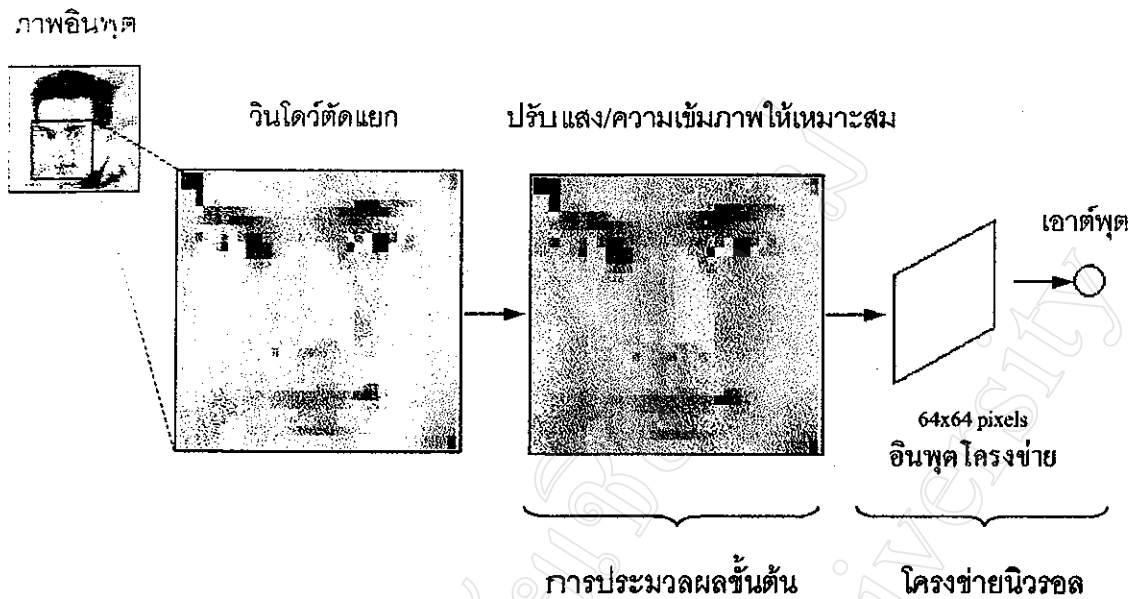 ภาพอินพุต
วินโดว์ตัดแยก
ปรับแสง/ความเข้มภาพให้เหมาะสม
เอาต์พุต
64x64 pixels
อินพุตโครงข่าย
การประมวลผลขั้นต้น
โครงข่ายนิวรอล
University